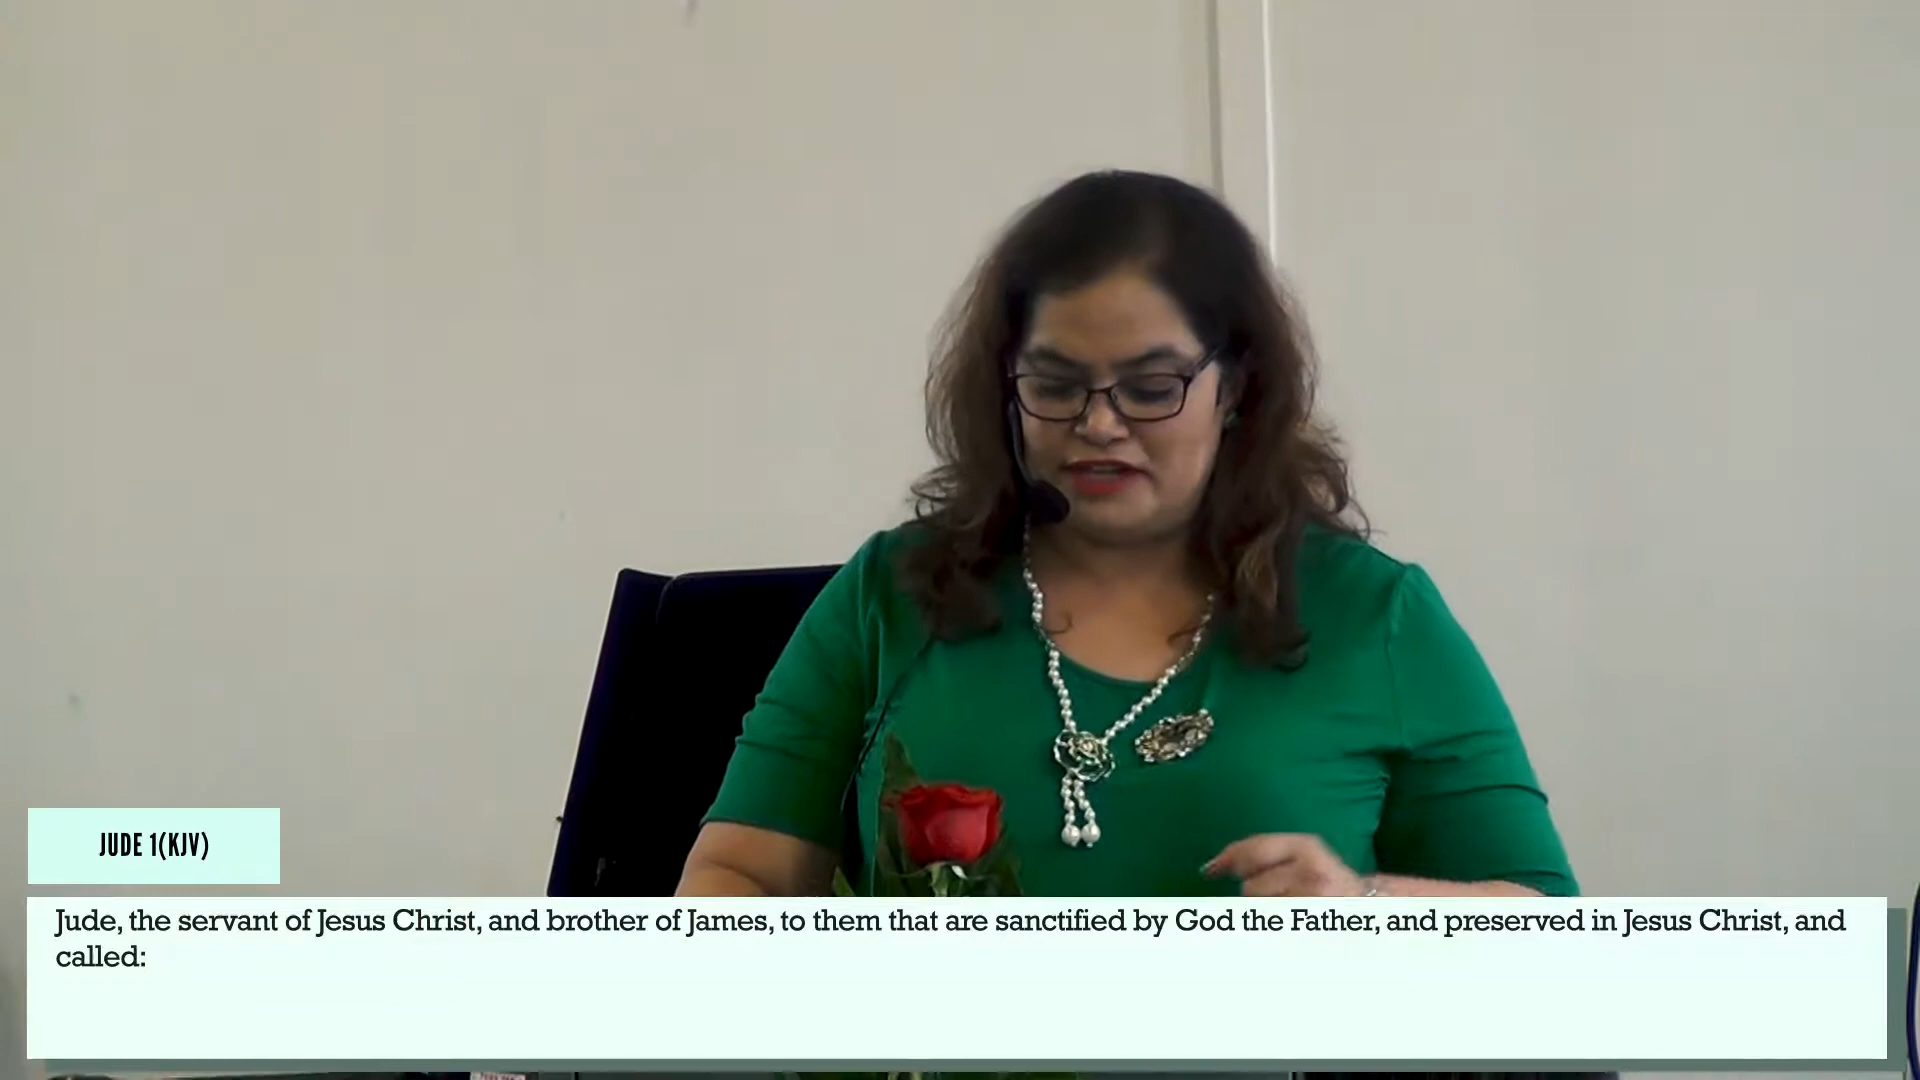 JUDE 1(KJV)
Jude, the servant of Jesus Christ, and brother of James, to them that are sanctified by God the Father, and preserved in Jesus Christ, and
called: